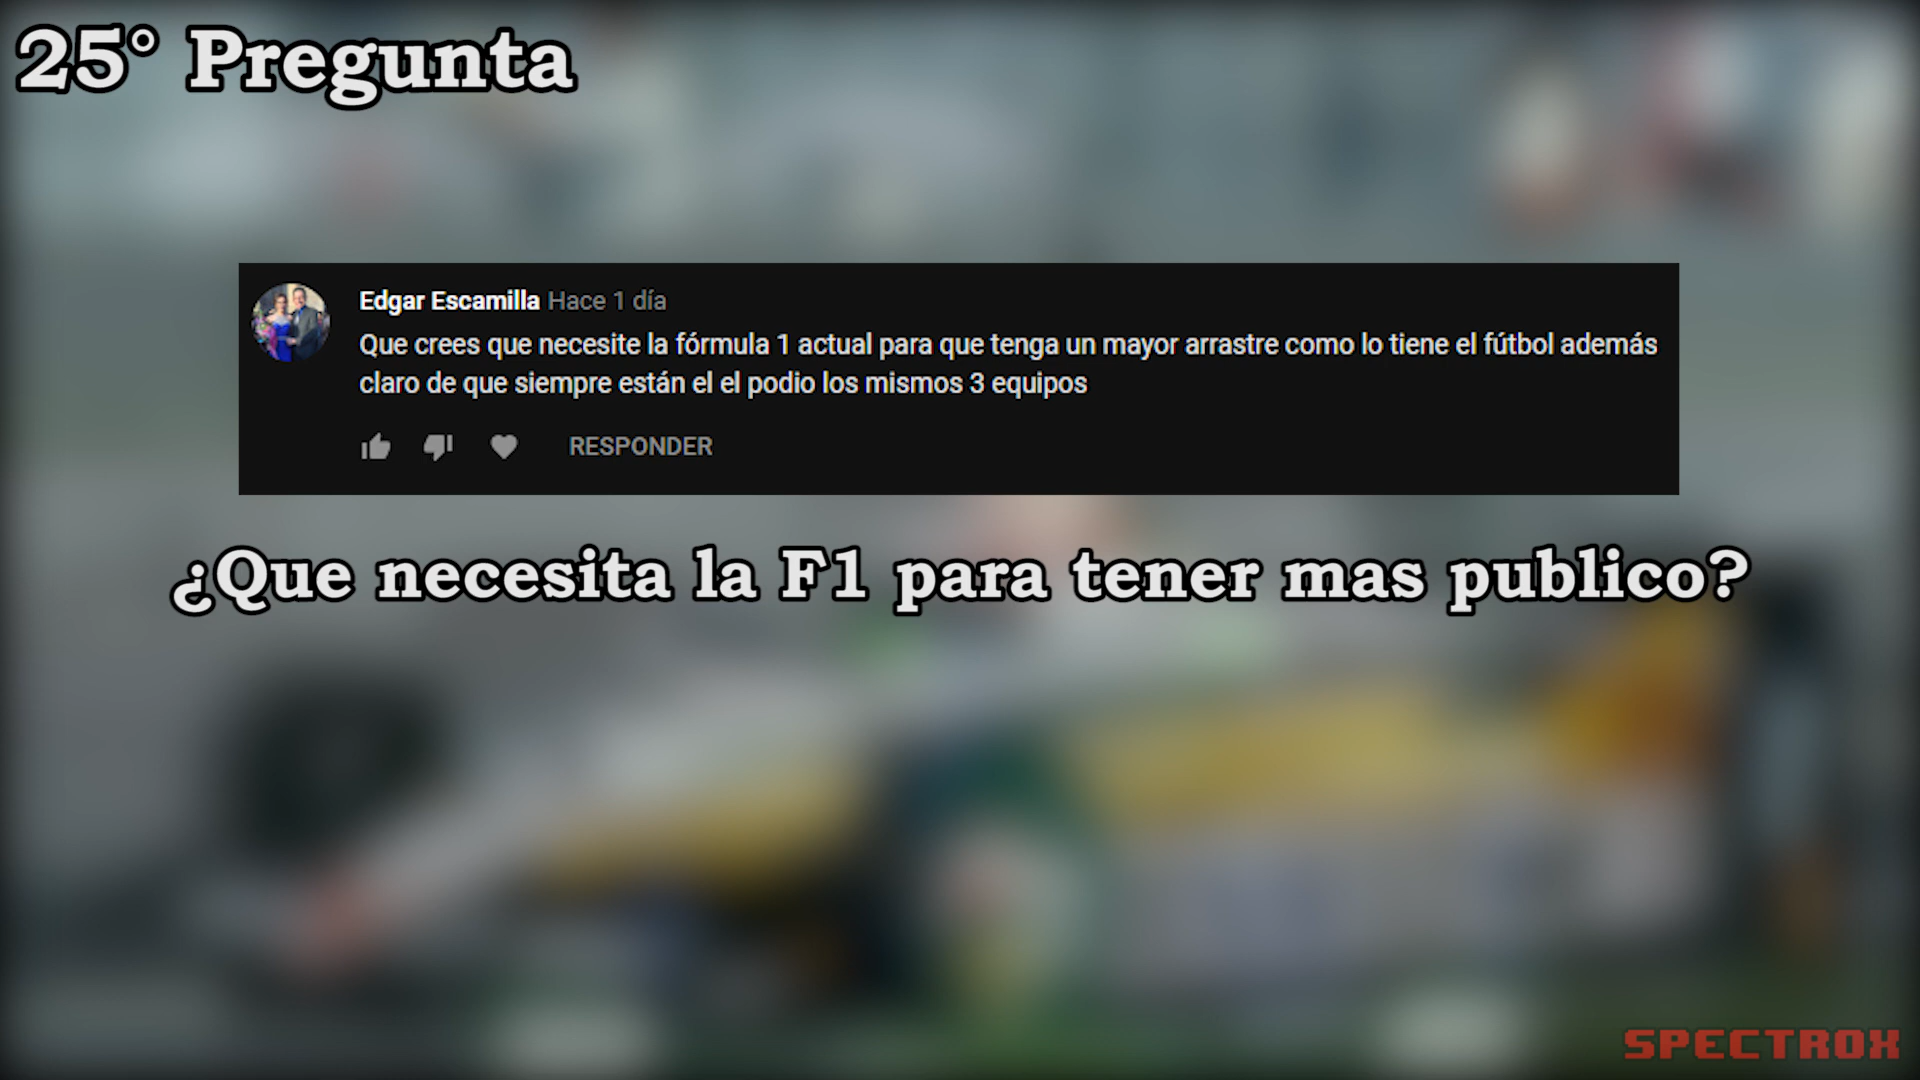 25° Pregunta
Edgar Escamilla Hace 1 día
Que crees que necesite la fórmula 1 actual para que tenga un mayor arrastre como lo tiene el fútbol además
claro de que siempre están el el podio los mismos 3 equipos
RESPONDER
¿Que necesita la F1 para tener mas publico?
SPECTROX